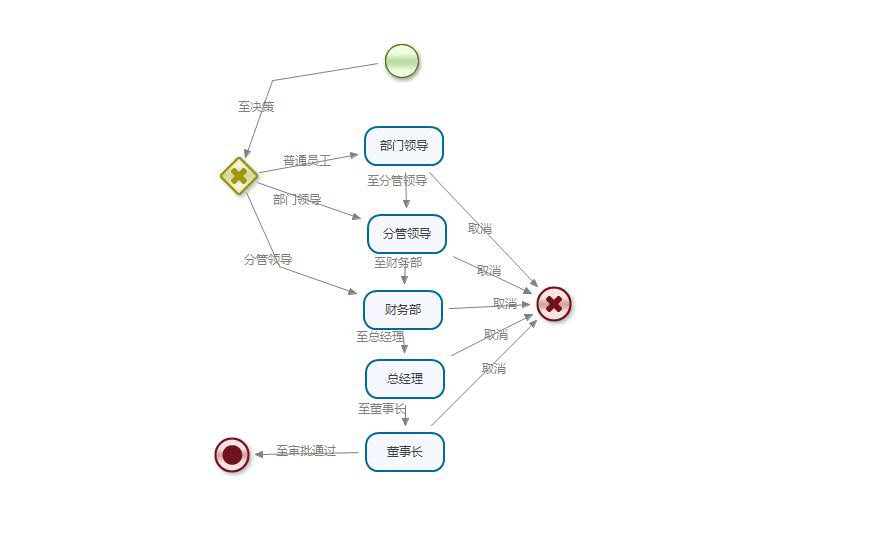 至决策
部门领导
普通员工
至分管领导
部门领导
取消
分管领导
分管领导
至财务部
取消
财务部
取消
至总经理
取消
总经理
取消
至董事长
董事长
至审批通过